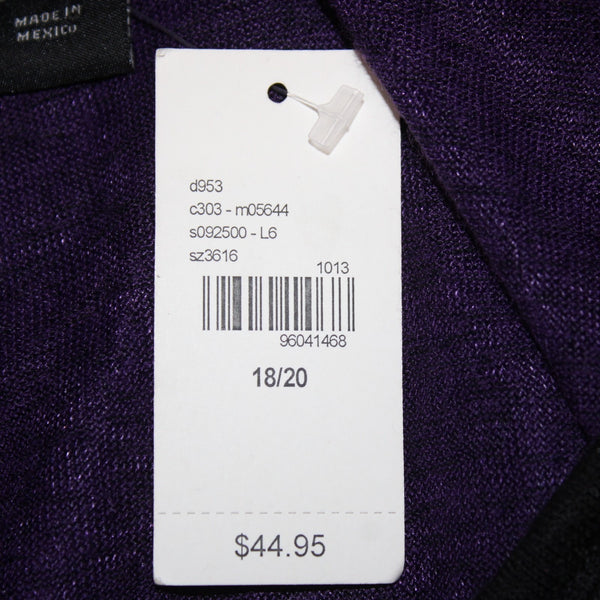 MADE IN
MEXICO
d953
c303 - m05644
s092500 - L6
sz3616
1013
96041468
18/20
$44.95